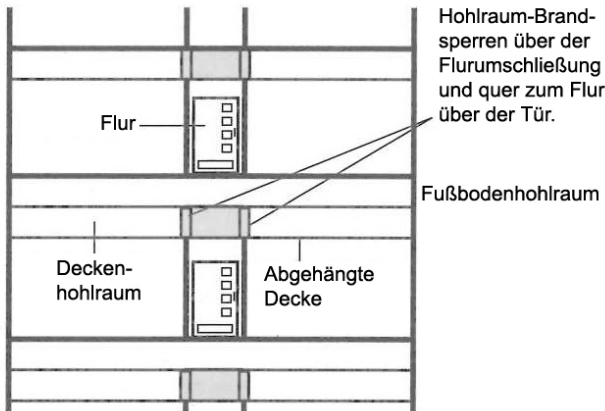 Hohlraum-Brand-
sperren über der
Flurumschließung
und quer zum Flur
über der Tür.
Flur
Fußbodenhohlraum
Decken-
hohlraum
Abgehängte
Decke